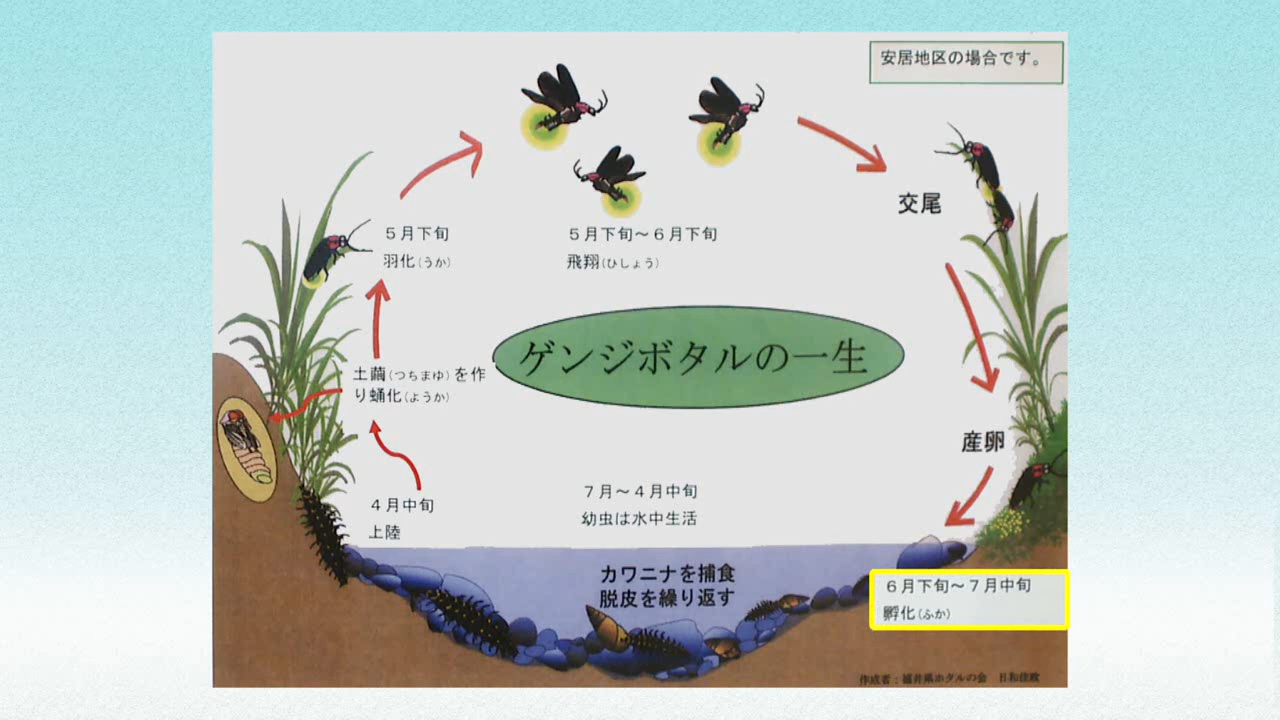 安居地区の場合です。
交尾
５月下旬
羽化(うか)
５月下旬～６月下旬
飛翔(ひしょう)
ゲンジボタルの一生
土繭(つちまゆ)を作
り蛹化(ようか)
産卵
４月中旬
上陸
７月～４月中旬
幼虫は水中生活
カワニナを捕食
脱皮を繰り返す
６月下旬～７月中旬
孵化(ふか)
作成者：福井県ホタルの会